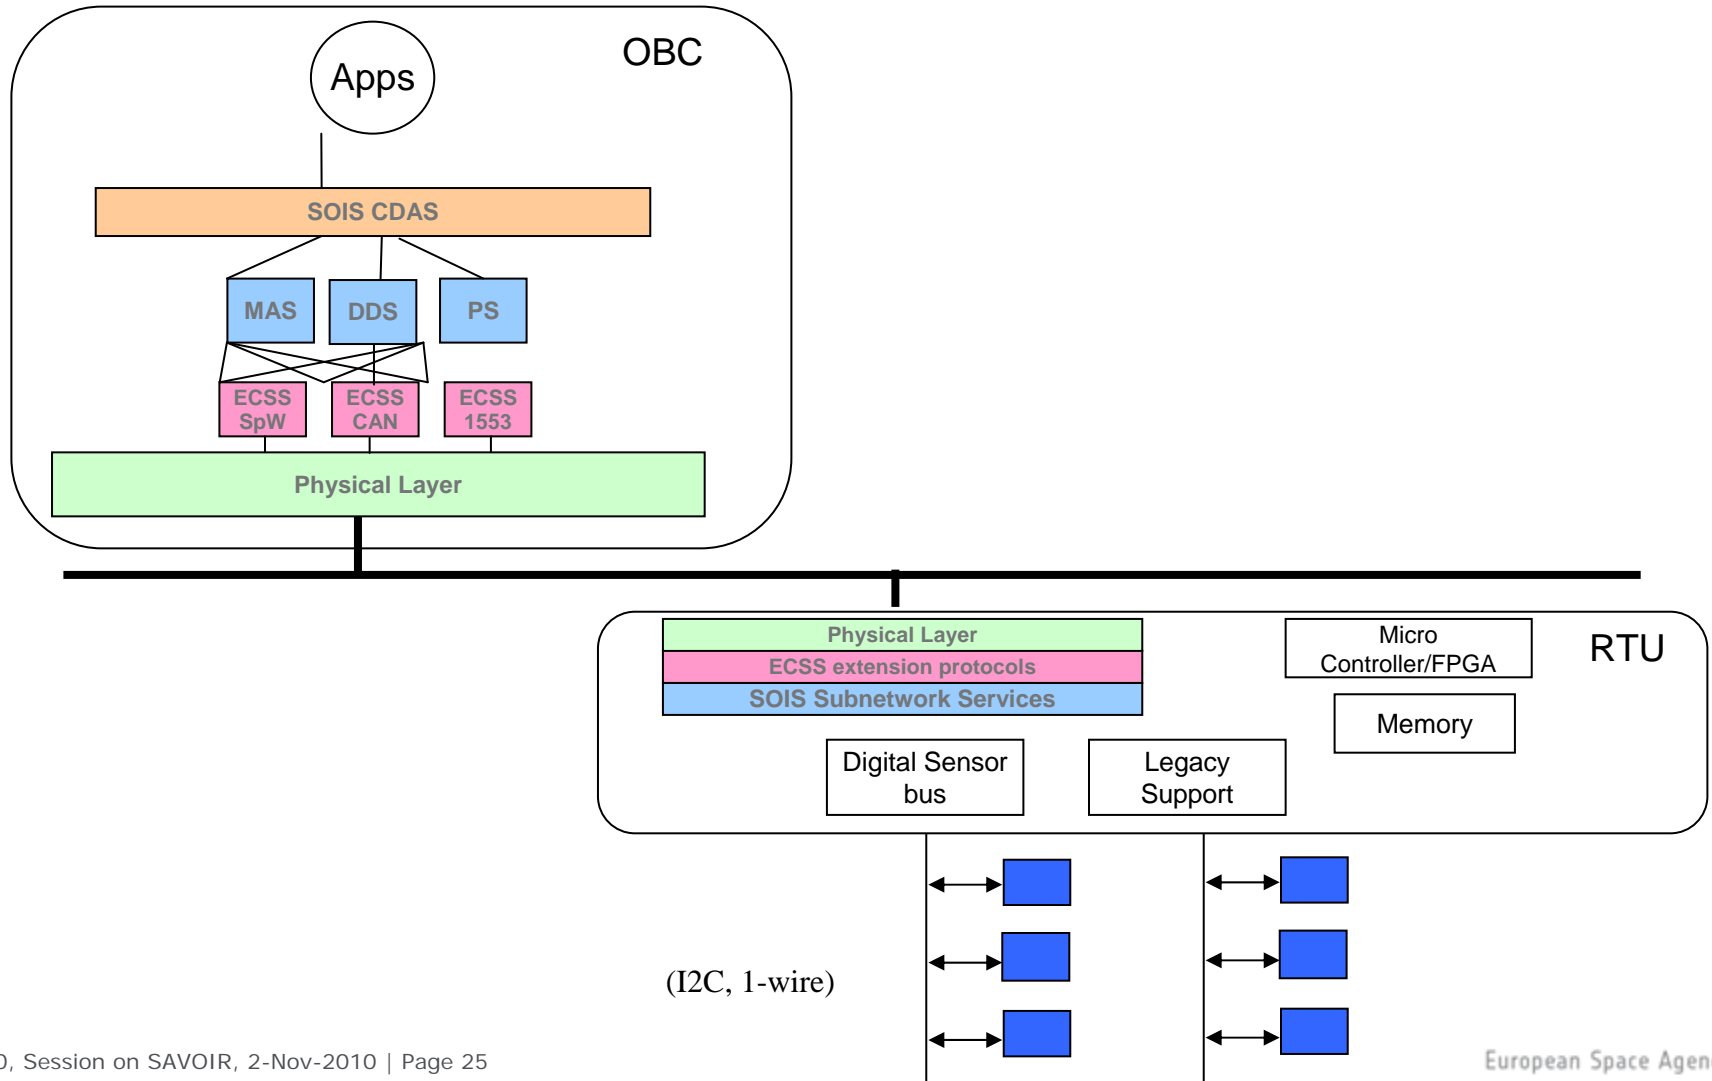 OBC
Apps
SOIS CDAS
MAS
DDS
PS
ECSS
SpW
ECSS
CAN
ECSS
1553
Physical Layer
Physical Layer
ECSS extension protocols
SOIS Subnetwork Services
Micro
Controller/FPGA
RTU
Memory
Digital Sensor
bus
Legacy
Support
(I2C, 1-wire)
0, Session on SAVOIR, 2-Nov-2010 | Page 25
European Space Agen